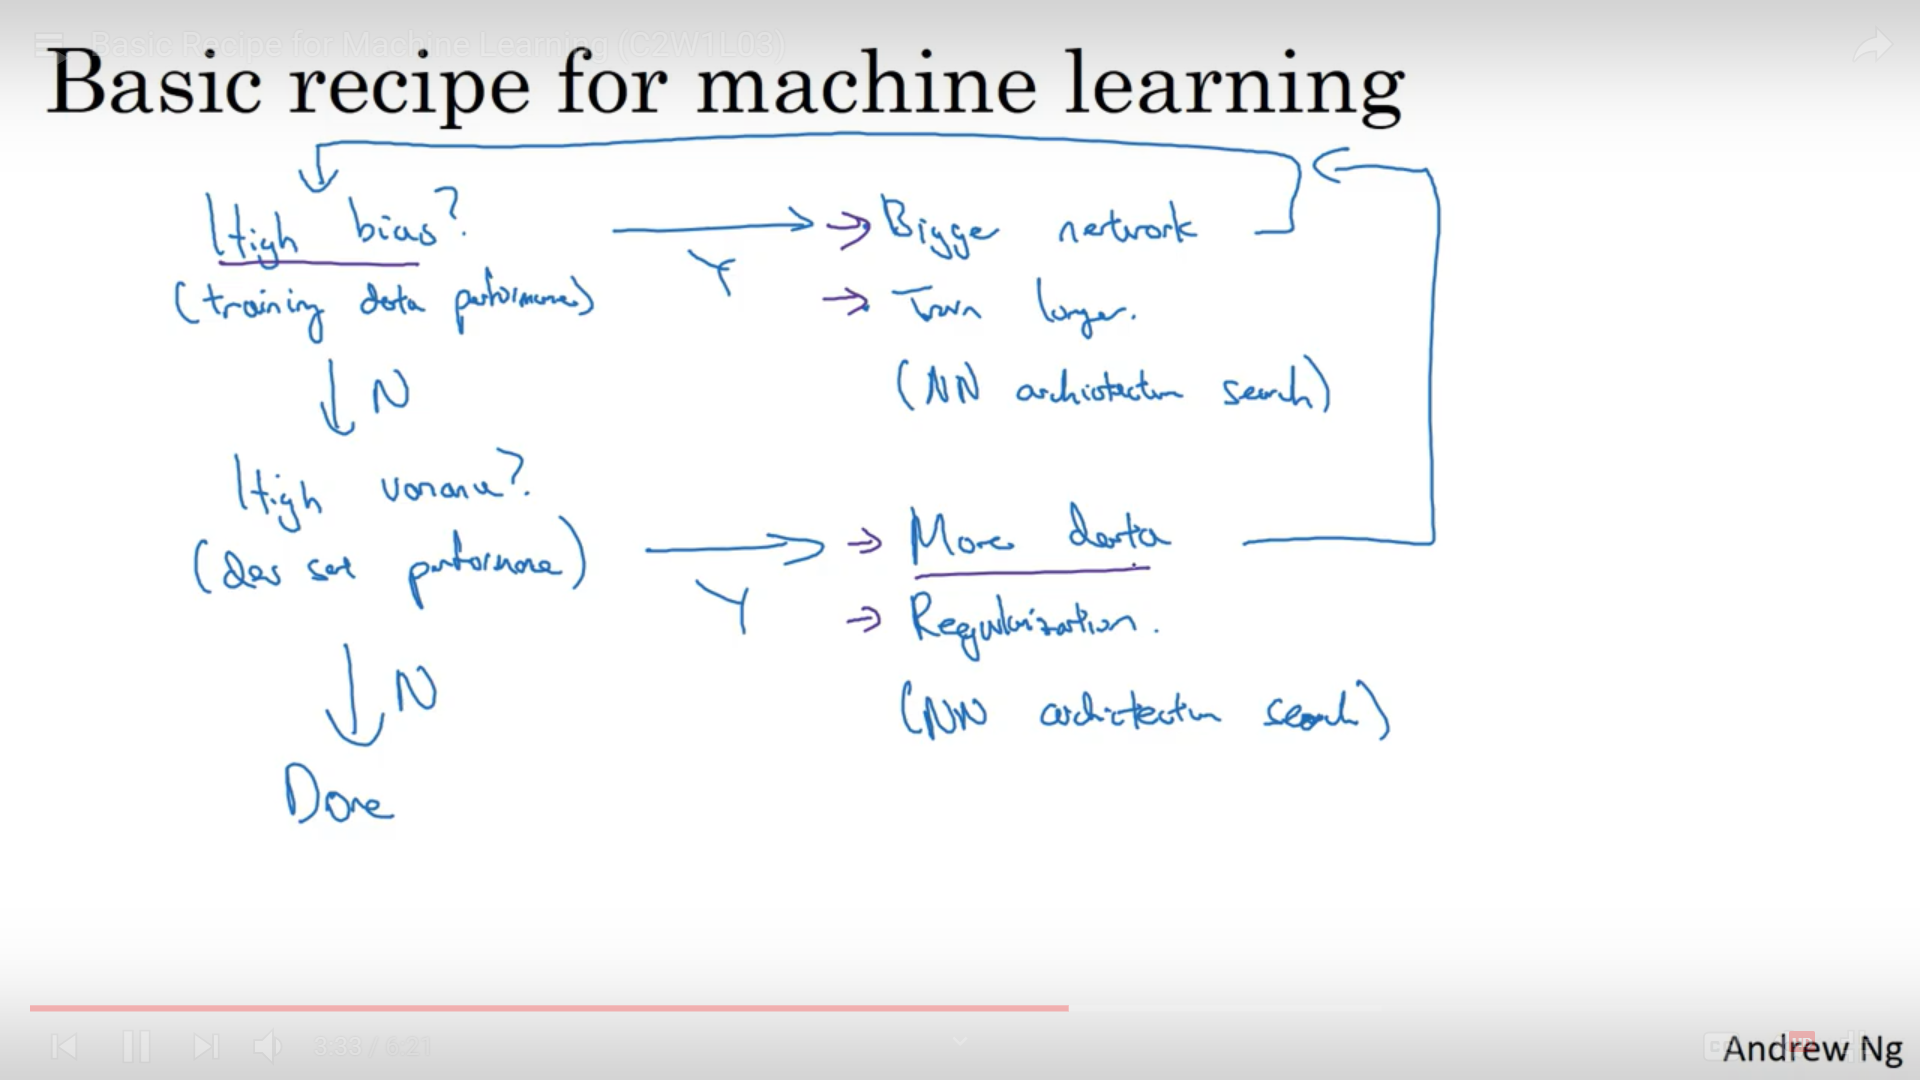 Basic Recipe for Machine Learning (C2W1L03)
Basic recipe for machine learning
High bias?
Y
Bigger network
(training data performance)
Train longer.
N
(NN architecture search)
High variance?
(dev set performance)
Y
More data
Regularization.
N
(NN architecture search)
Done
3:33 / 6:21
CC
HD
Andrew Ng